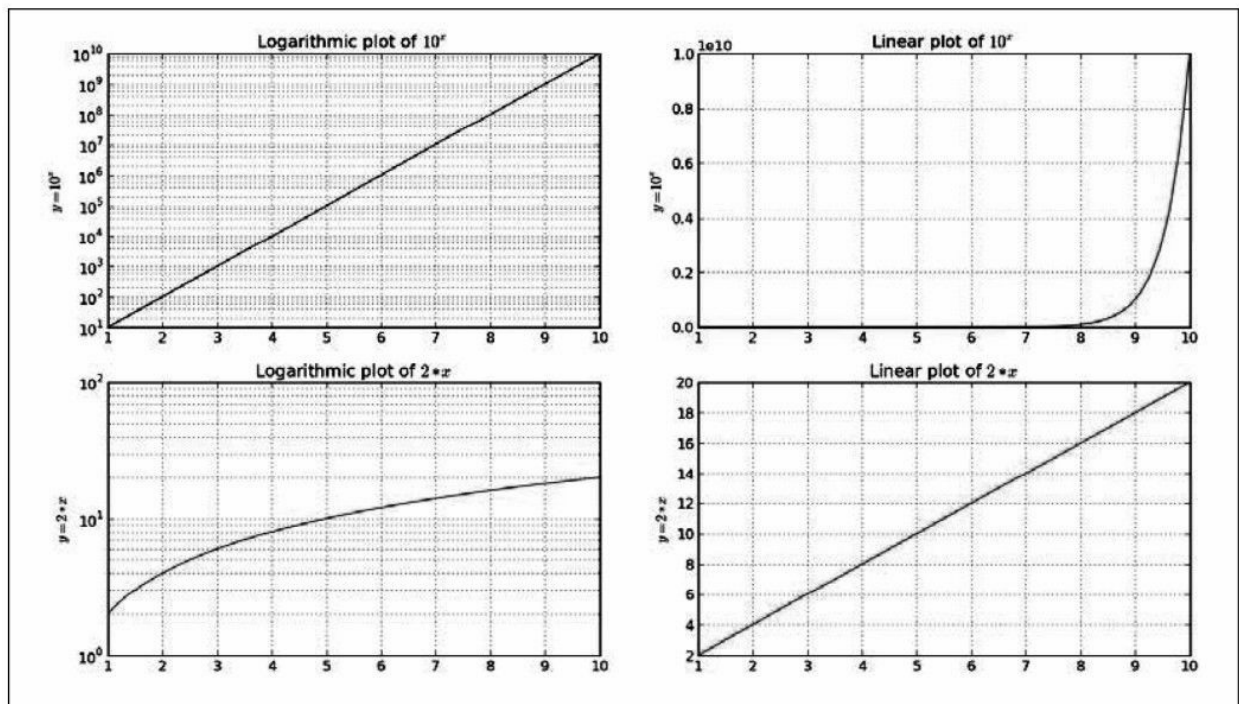 Logarithmic plot of 10^x
10^10
10^9
10^8
10^7
10^6
10^5
10^4
10^3
10^2
10^1
y=10^x
1 2 3 4 5 6 7 8 9 10
Linear plot of 10^x
1e10
1.0
0.8
0.6
0.4
0.2
0.0
y=10^x
1 2 3 4 5 6 7 8 9 10
Logarithmic plot of 2*x
10^2
10^1
10^0
y=2*x
1 2 3 4 5 6 7 8 9 10
Linear plot of 2*x
20
18
16
14
12
10
8
6
4
2
y=2*x
1 2 3 4 5 6 7 8 9 10